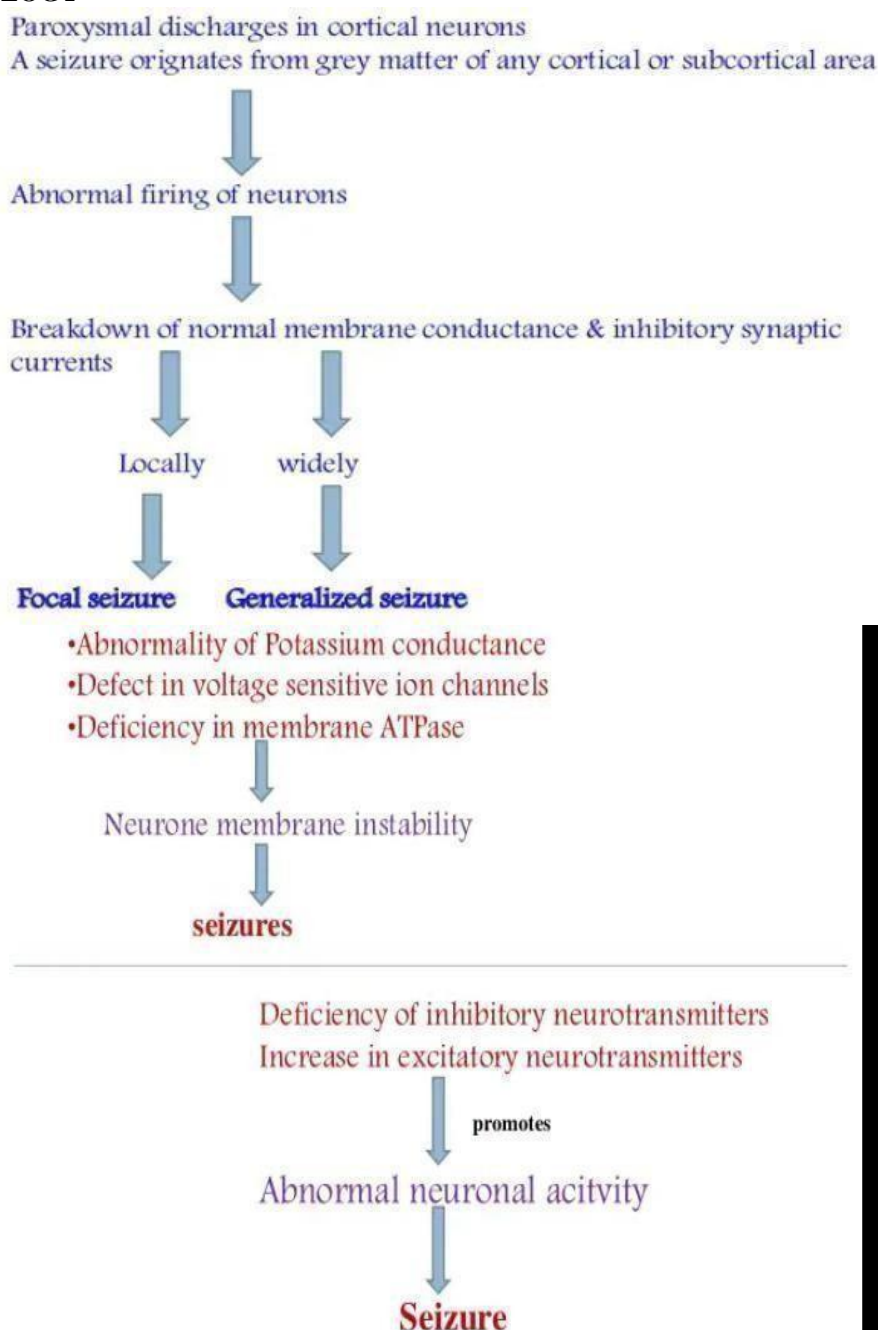 Paroxysmal discharges in cortical neurons
A seizure orignates from grey matter of any cortical or subcortical area
Abnormal firing of neurons
Breakdown of normal membrane conductance & inhibitory synaptic
currents
Locally widely
Focal seizure Generalized seizure
•Abnormality of Potassium conductance
•Defect in voltage sensitive ion channels
•Deficiency in membrane ATPase
Neurone membrane instability
seizures
Deficiency of inhibitory neurotransmitters
Increase in excitatory neurotransmitters
promotes
Abnormal neuronal acitvity
Seizure